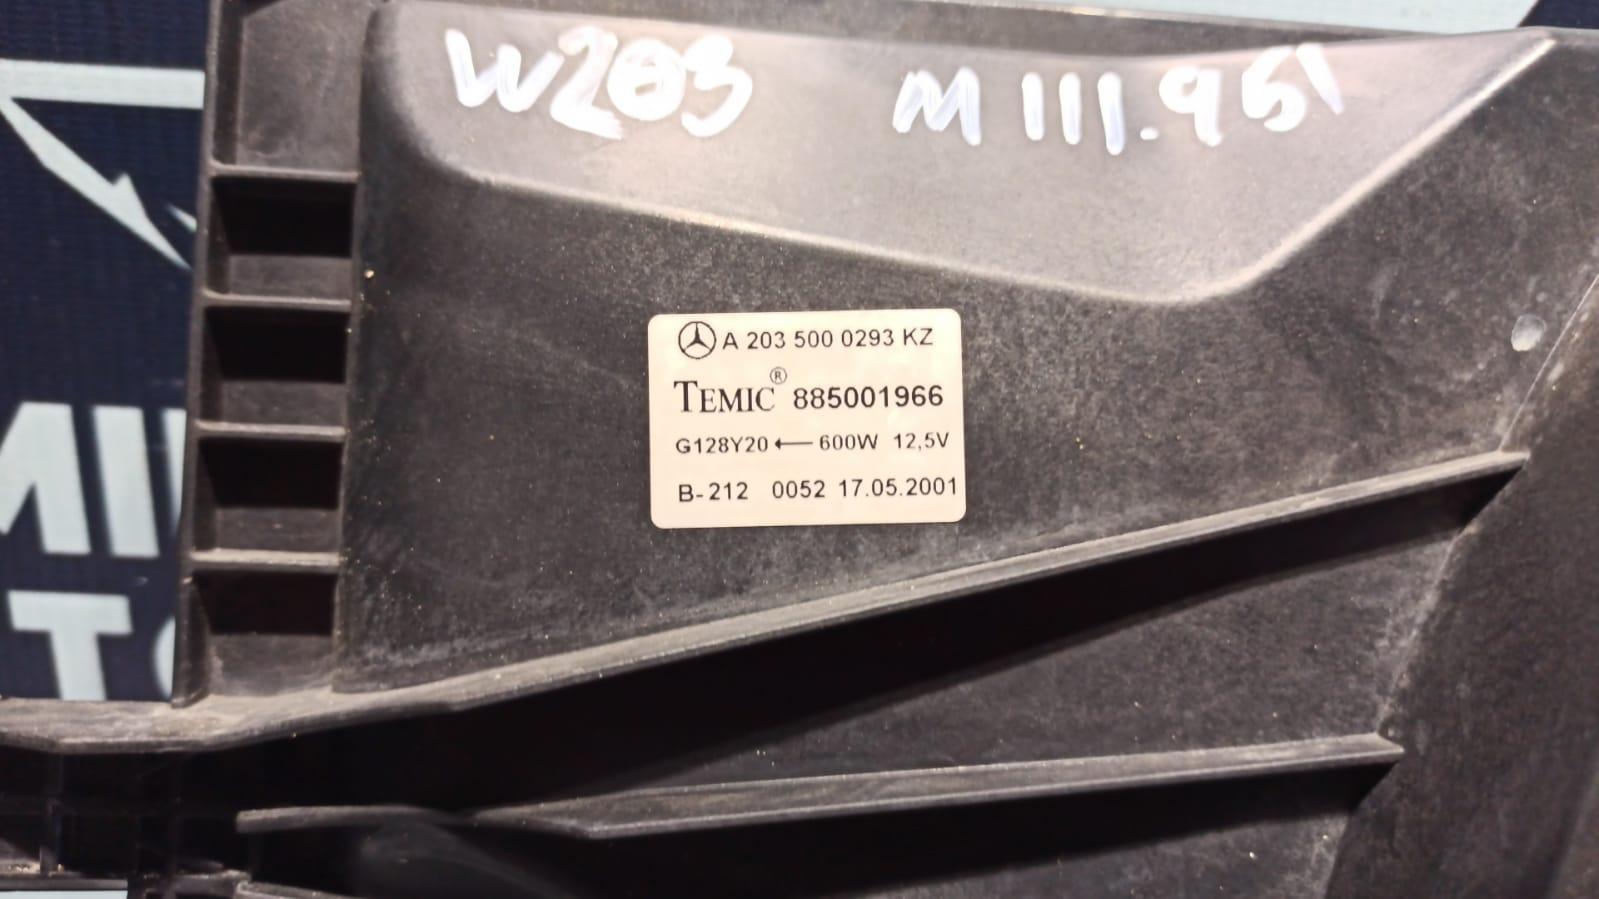 W203 M 111.951
A 203 500 0293 KZ
TEMIC® 885001966
G128Y20 ← 600W 12,5V
B-212 0052 17.05.2001